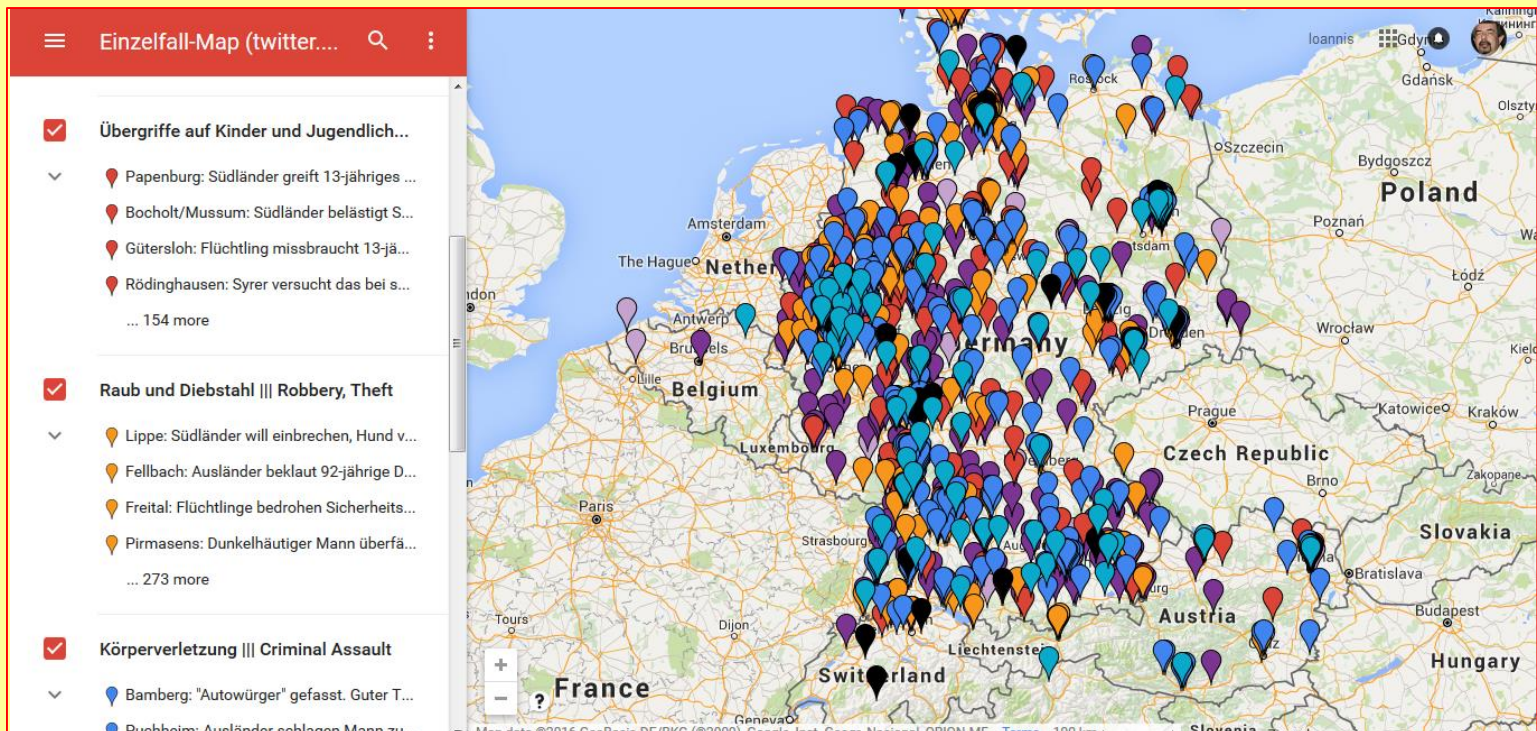 Einzelfall-Map (twitter....
Übergriffe auf Kinder und Jugendlich...
Papenburg: Südländer greift 13-jähriges ...
Bocholt/Mussum: Südländer belästigt S...
Gütersloh: Flüchtling missbraucht 13-jä...
Rödinghausen: Syrer versucht das bei s...
... 154 more
Raub und Diebstahl ||| Robbery, Theft
Lippe: Südländer will einbrechen, Hund v...
Fellbach: Ausländer beklaut 92-jährige D...
Freital: Flüchtlinge bedrohen Sicherheits...
Pirmasens: Dunkelhäutiger Mann überfä...
... 273 more
Körperverletzung ||| Criminal Assault
Bamberg: "Autowürger" gefasst. Guter T...
Ioannis
Gdańsk
Szczecin
Bydgoszcz
Poland
Poznań
Amsterdam
The Hague
Łódź
Antwerp
Wrocław
Lille
Belgium
Prague
Katowice
Kraków
Luxembourg
Czech Republic
Zakopane
Brno
Paris
Slovakia
Strasbourg
Bratislava
Tours
Dijon
Austria
Budapest
Liechtenstein
Switzerland
Hungary
France
Geneva
Slovenia
+
−
?